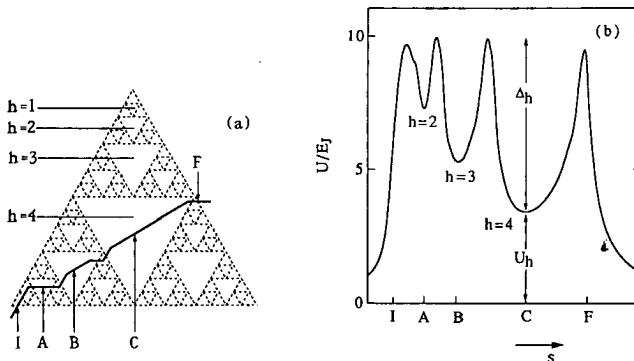 (a)
h=1
h=2
h=3
F
h=4
I
A
B
C
(b)
10
U/E_J
5
0
Δ_h
h=2
h=3
h=4
U_h
I
A
B
C
F
s